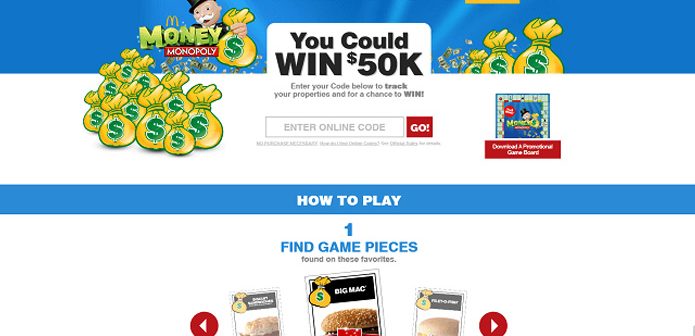 MONEY
MONOPOLY
You Could
WIN $50K
Enter your Code below to track
your properties and for a chance to WIN!
ENTER ONLINE CODE
GO!
NO PURCHASE NECESSARY. How do I find Online Codes? See Official Rules for details.
Download A Promotional
Game Board
HOW TO PLAY
1
FIND GAME PIECES
found on these favorites.
BIG MAC
FILET-O-FISH